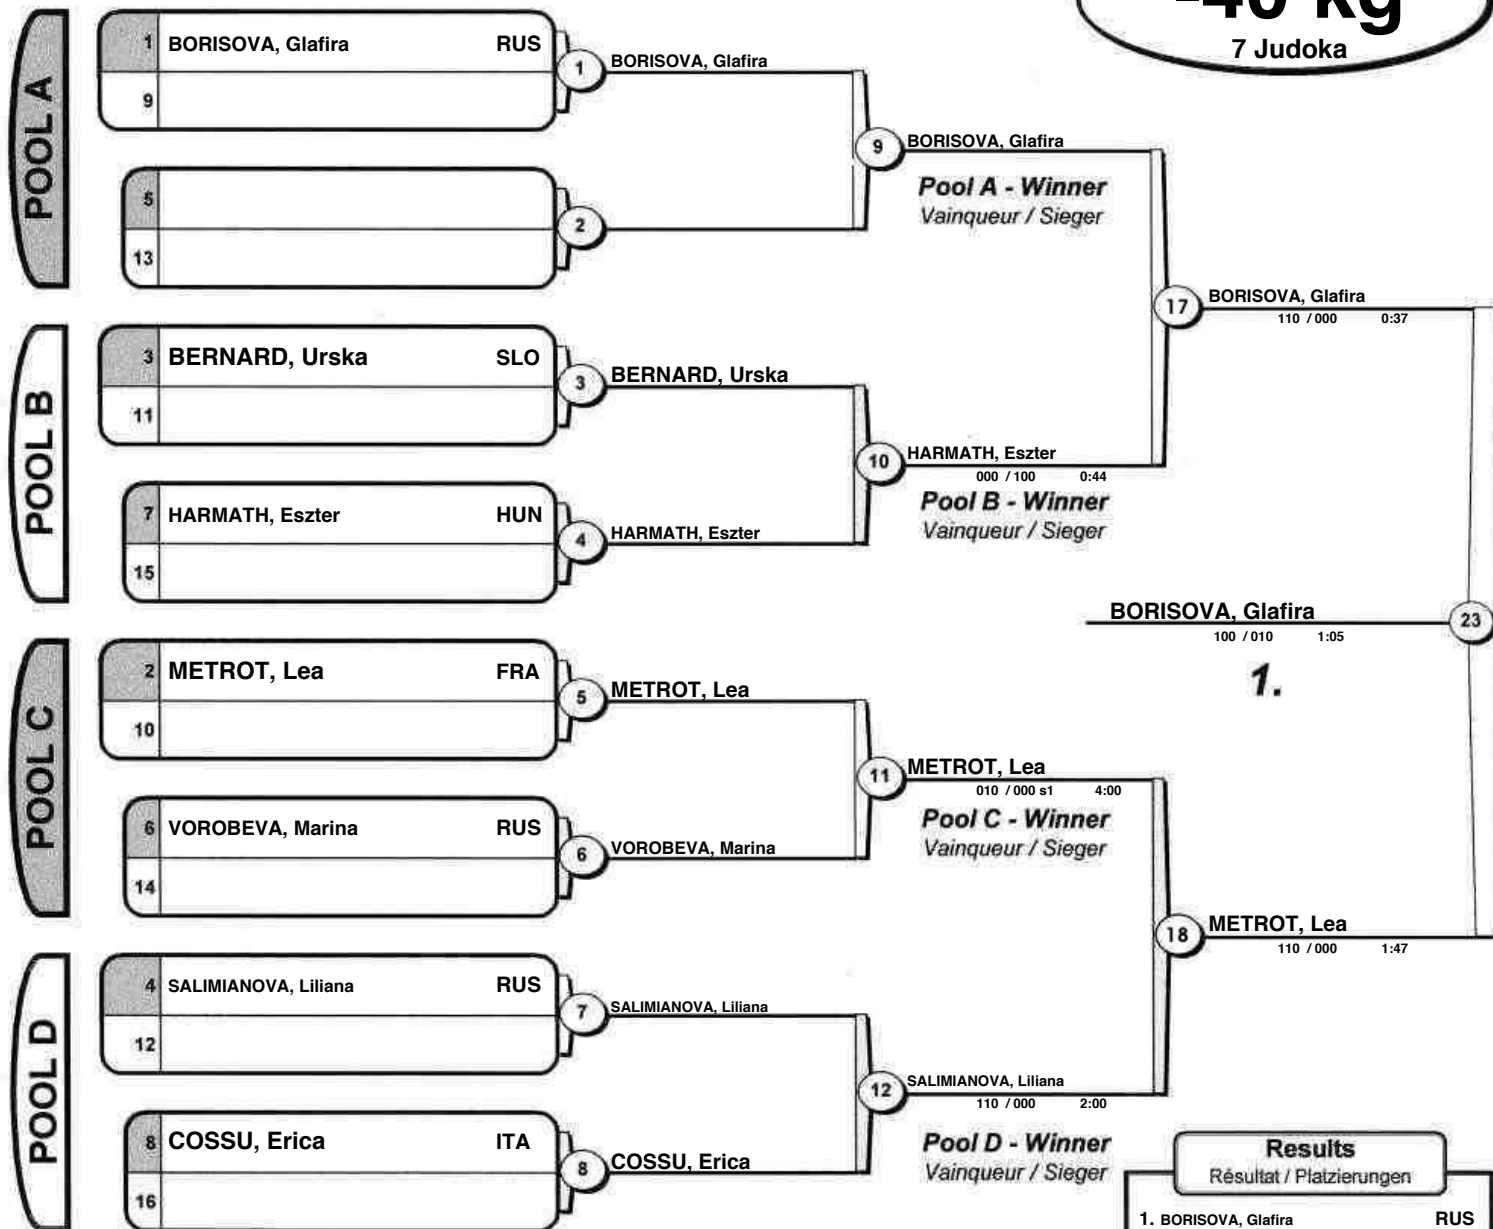 -40 kg
7 Judoka
POOL A
1 BORISOVA, Glafira RUS
9
1 BORISOVA, Glafira
5
13
2
9 BORISOVA, Glafira
Pool A - Winner
Vainqueur / Sieger
POOL B
3 BERNARD, Urska SLO
11
3 BERNARD, Urska
7 HARMATH, Eszter HUN
15
4 HARMATH, Eszter
10 HARMATH, Eszter
000 / 100 0:44
Pool B - Winner
Vainqueur / Sieger
17 BORISOVA, Glafira
110 / 000 0:37
BORISOVA, Glafira 23
100 / 010 1:05
1.
POOL C
2 METROT, Lea FRA
10
5 METROT, Lea
6 VOROBEVA, Marina RUS
14
6 VOROBEVA, Marina
11 METROT, Lea
010 / 000 s1 4:00
Pool C - Winner
Vainqueur / Sieger
18 METROT, Lea
110 / 000 1:47
POOL D
4 SALIMIANOVA, Liliana RUS
12
7 SALIMIANOVA, Liliana
8 COSSU, Erica ITA
16
8 COSSU, Erica
12 SALIMIANOVA, Liliana
110 / 000 2:00
Pool D - Winner
Vainqueur / Sieger
Results
Résultat / Platzierungen
1. BORISOVA, Glafira RUS